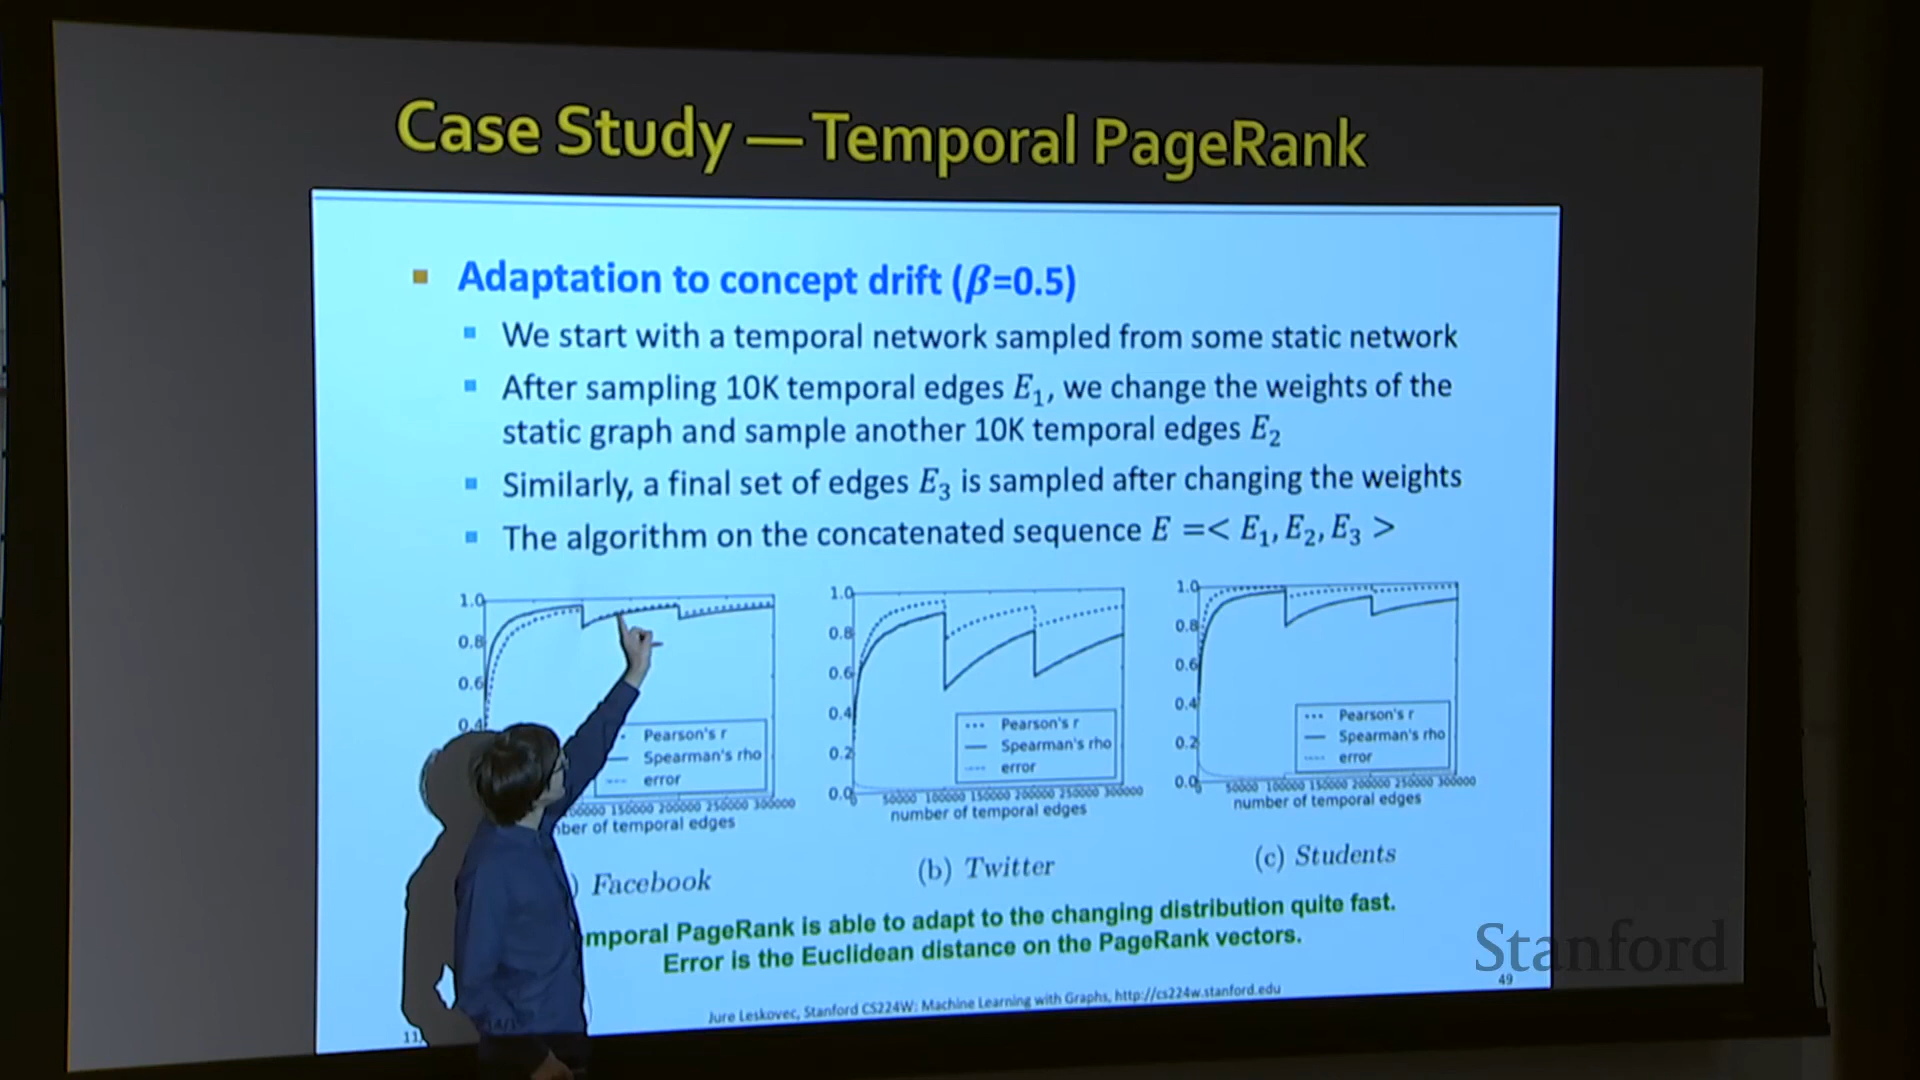 Case Study — Temporal PageRank
Adaptation to concept drift (β=0.5)
We start with a temporal network sampled from some static network
After sampling 10K temporal edges E₁, we change the weights of the
static graph and sample another 10K temporal edges E₂
Similarly, a final set of edges E₃ is sampled after changing the weights
The algorithm on the concatenated sequence E =< E₁, E₂, E₃ >
1.0
0.8
0.6
0.4
Pearson's r
Spearman's rho
error
150000 200000 250000 300000
number of temporal edges
Facebook
1.0
0.8
0.6
0.4
0.2
0.0
Pearson's r
Spearman's rho
error
50000 100000 150000 200000 250000 300000
number of temporal edges
(b) Twitter
1.0
0.8
0.6
0.4
0.2
0.0
Pearson's r
Spearman's rho
error
50000 100000 150000 200000 250000 300000
number of temporal edges
(c) Students
mporal PageRank is able to adapt to the changing distribution quite fast.
Error is the Euclidean distance on the PageRank vectors.
Stanford
49
Jure Leskovec, Stanford CS224W: Machine Learning with Graphs, http://cs224w.stanford.edu